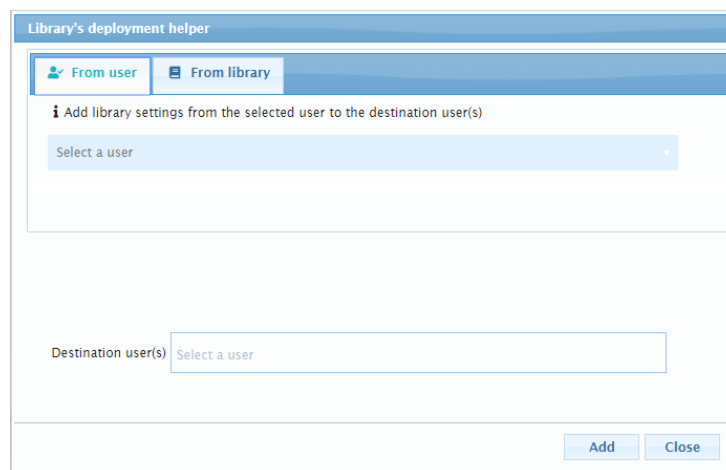 Library's deployment helper
From user
From library
i Add library settings from the selected user to the destination user(s)
Select a user
Destination user(s)
Select a user
Add
Close